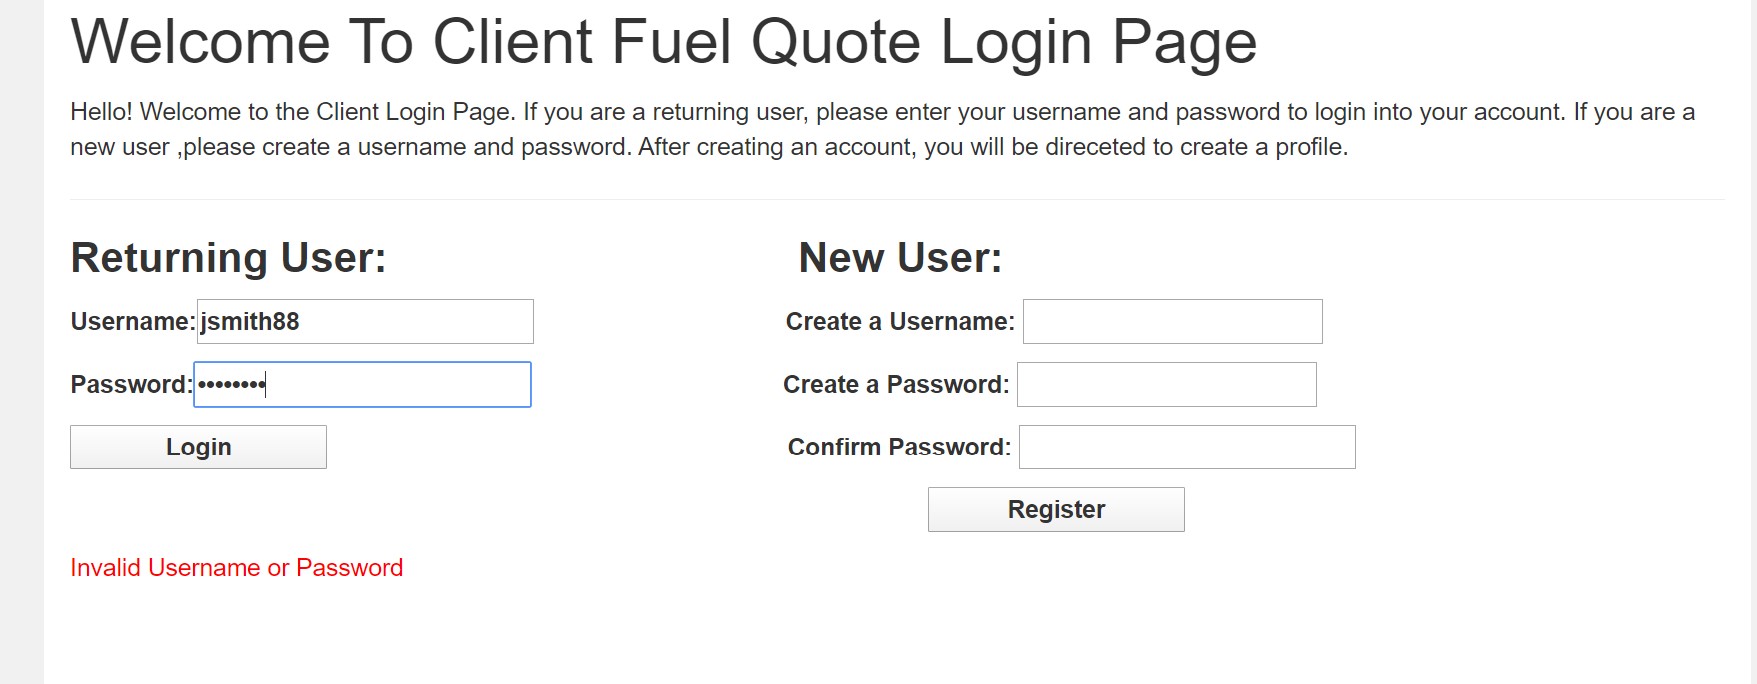 Welcome To Client Fuel Quote Login Page
Hello! Welcome to the Client Login Page. If you are a returning user, please enter your username and password to login into your account. If you are a
new user ,please create a username and password. After creating an account, you will be direceted to create a profile.
Returning User:
Username: jsmith88
Password: ••••••••
Login
New User:
Create a Username:
Create a Password:
Confirm Password:
Register
Invalid Username or Password